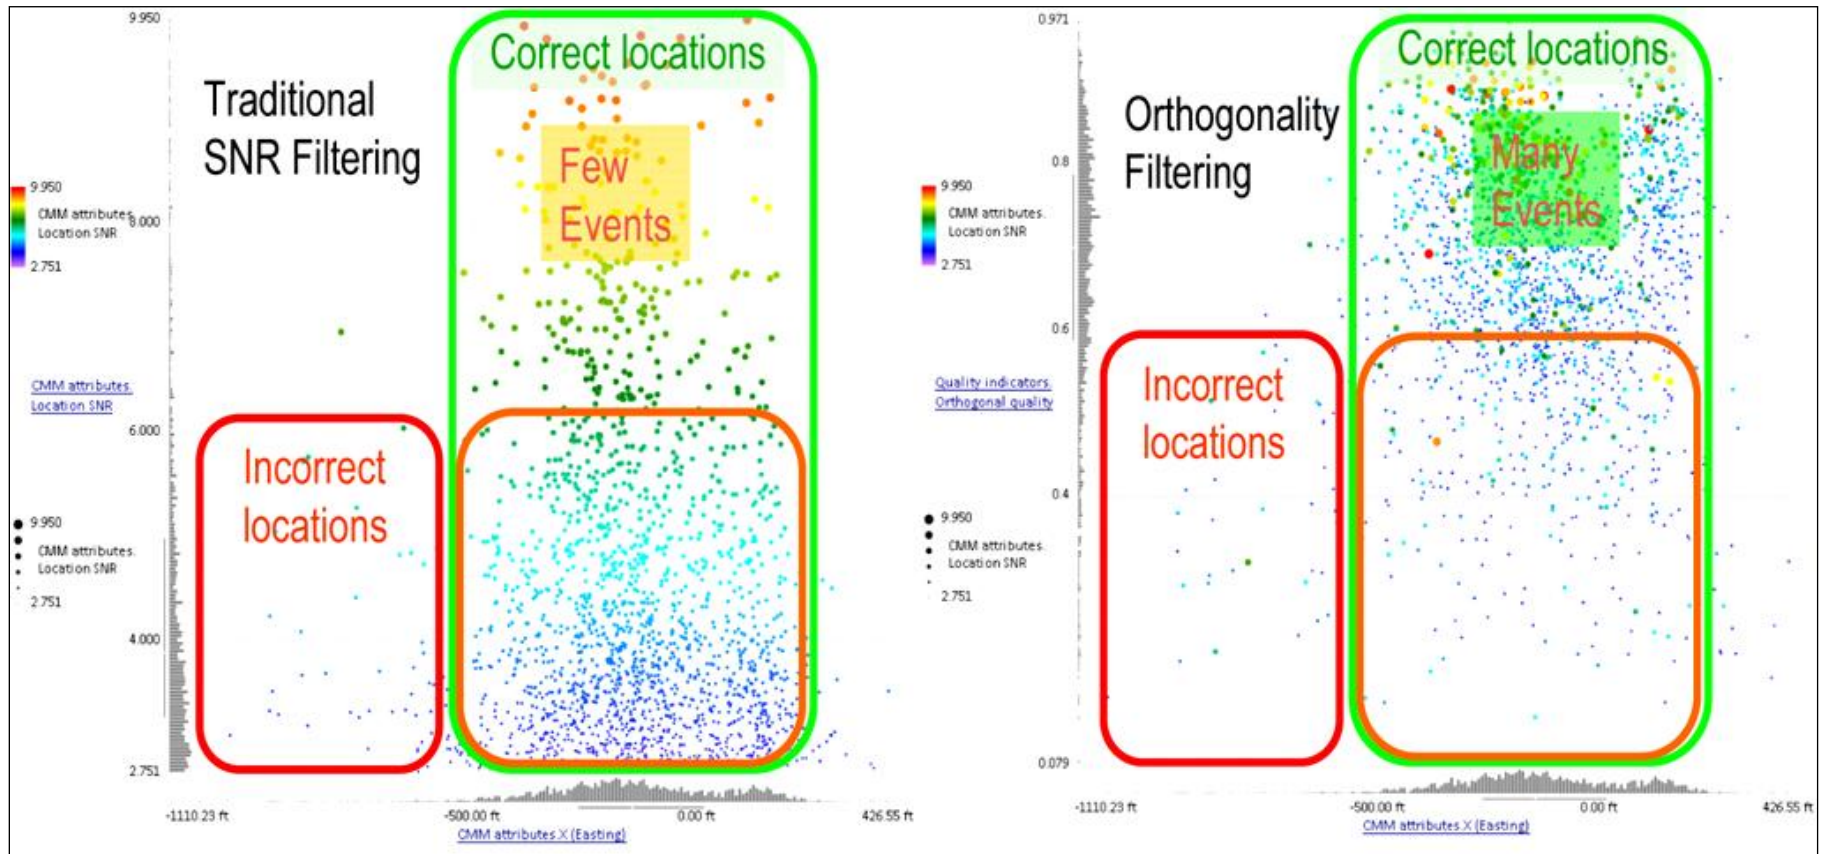 9.950
Correct locations
Traditional
SNR Filtering
Few
Events
9.950
CMM attributes.
Location SNR
2.751
8.000
CMM attributes.
Location SNR
6.000
Incorrect
locations
9.950
CMM attributes.
Location SNR
2.751
4.000
2.751
-1110.23 ft
-500.00 ft
0.00 ft
426.55 ft
CMM attributes.X (Easting)
0.971
Correct locations
Orthogonality
Filtering
Many
Events
0.8
9.950
CMM attributes.
Location SNR
2.751
0.6
Quality indicators.
Orthogonal quality
Incorrect
locations
0.4
9.950
CMM attributes.
Location SNR
2.751
0.079
-1110.23 ft
-500.00 ft
0.00 ft
426.55 ft
CMM attributes.X (Easting)